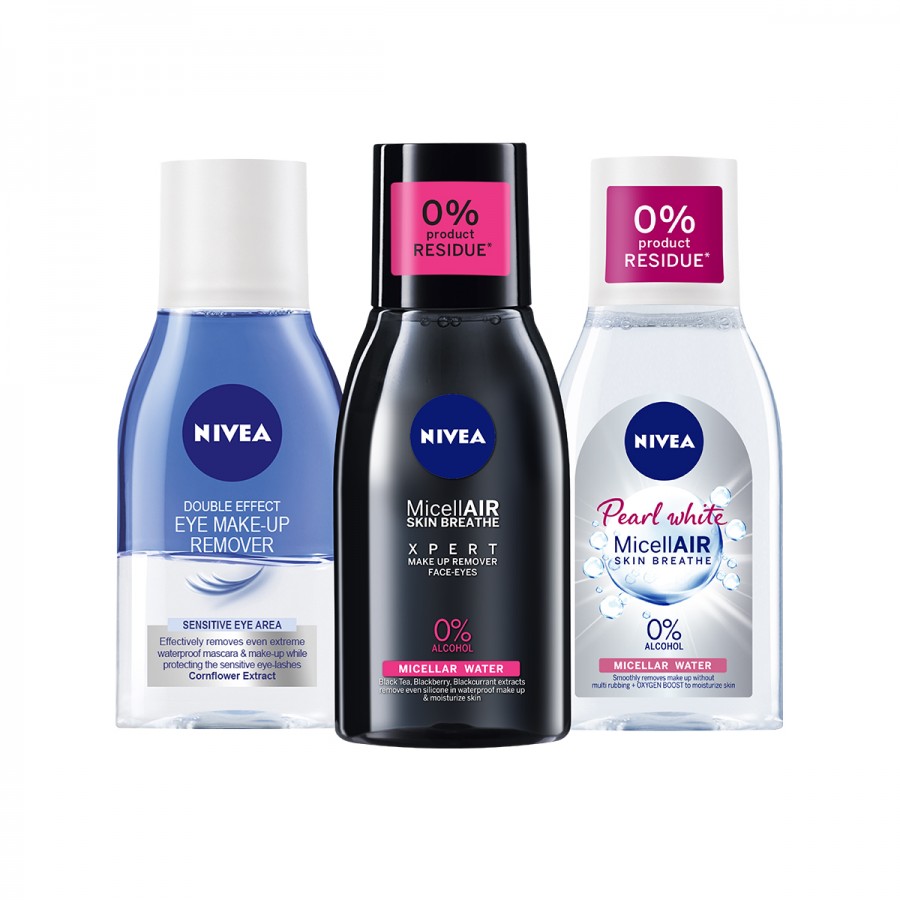 NIVEA
DOUBLE EFFECT
EYE MAKE-UP
REMOVER
SENSITIVE EYE AREA
Effectively removes even extreme
waterproof mascara & make-up while
protecting the sensitive eye-lashes
Cornflower Extract
0%
product
RESIDUE*
NIVEA
MicellAIR
SKIN BREATHE
XPERT
MAKE UP REMOVER
FACE-EYES
0%
ALCOHOL
MICELLAR WATER
Black Tea, Blackberry, Blackcurrant extracts
remove even silicone in waterproof make up
& moisturize skin
0%
product
RESIDUE*
NIVEA
Pearl white
MicellAIR
SKIN BREATHE
0%
ALCOHOL
MICELLAR WATER
Smoothly removes make up without
multi rubbing + OXYGEN BOOST to moisturize skin